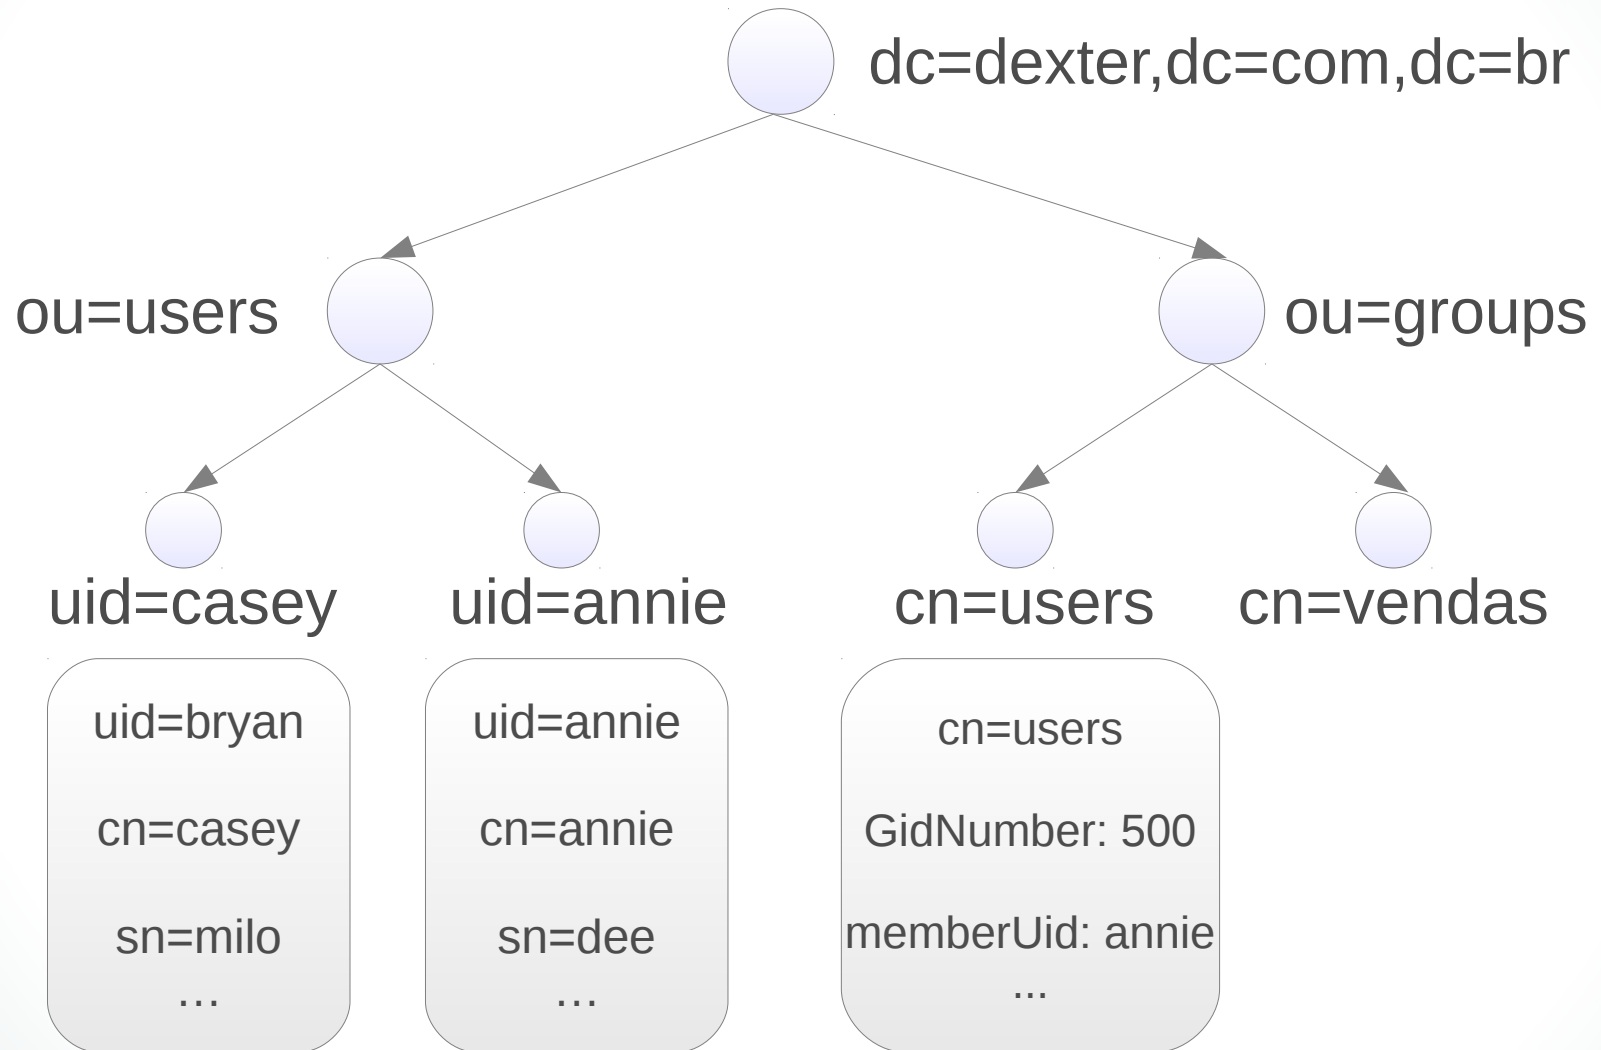 dc=dexter,dc=com,dc=br
ou=users
ou=groups
uid=casey
uid=annie
cn=users
cn=vendas
uid=bryan
cn=casey
sn=milo
...
uid=annie
cn=annie
sn=dee
...
cn=users
GidNumber: 500
memberUid: annie
...